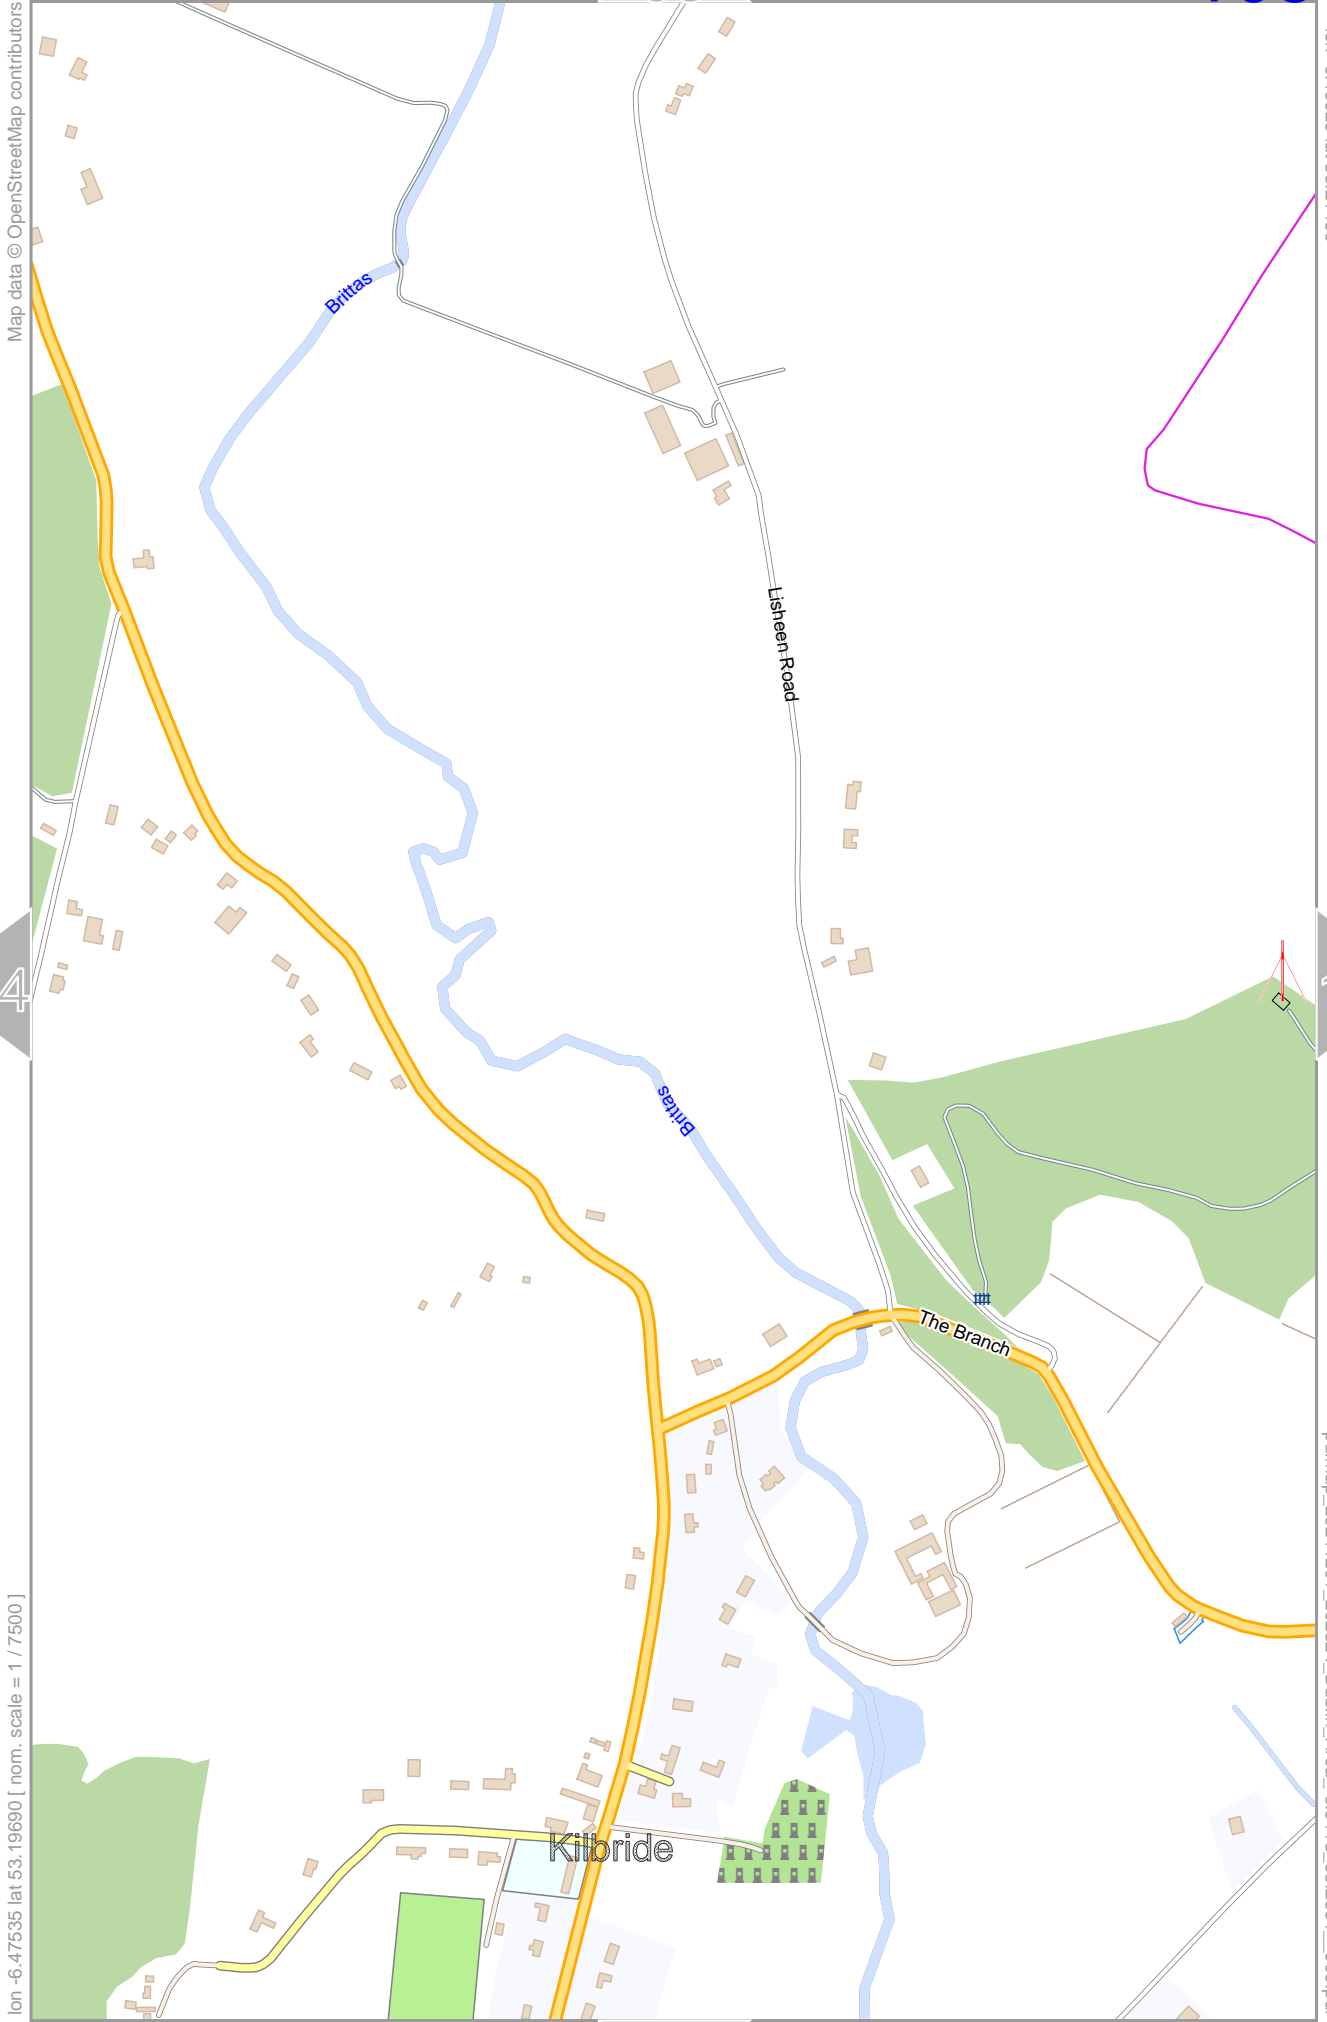 Map data © OpenStreetMap contributors
Brittas
Lisheen Road
4
Brittas
The Branch
lon -6.47535 lat 53.19690 [ nom. scale = 1 / 7500 ]
Kilbride